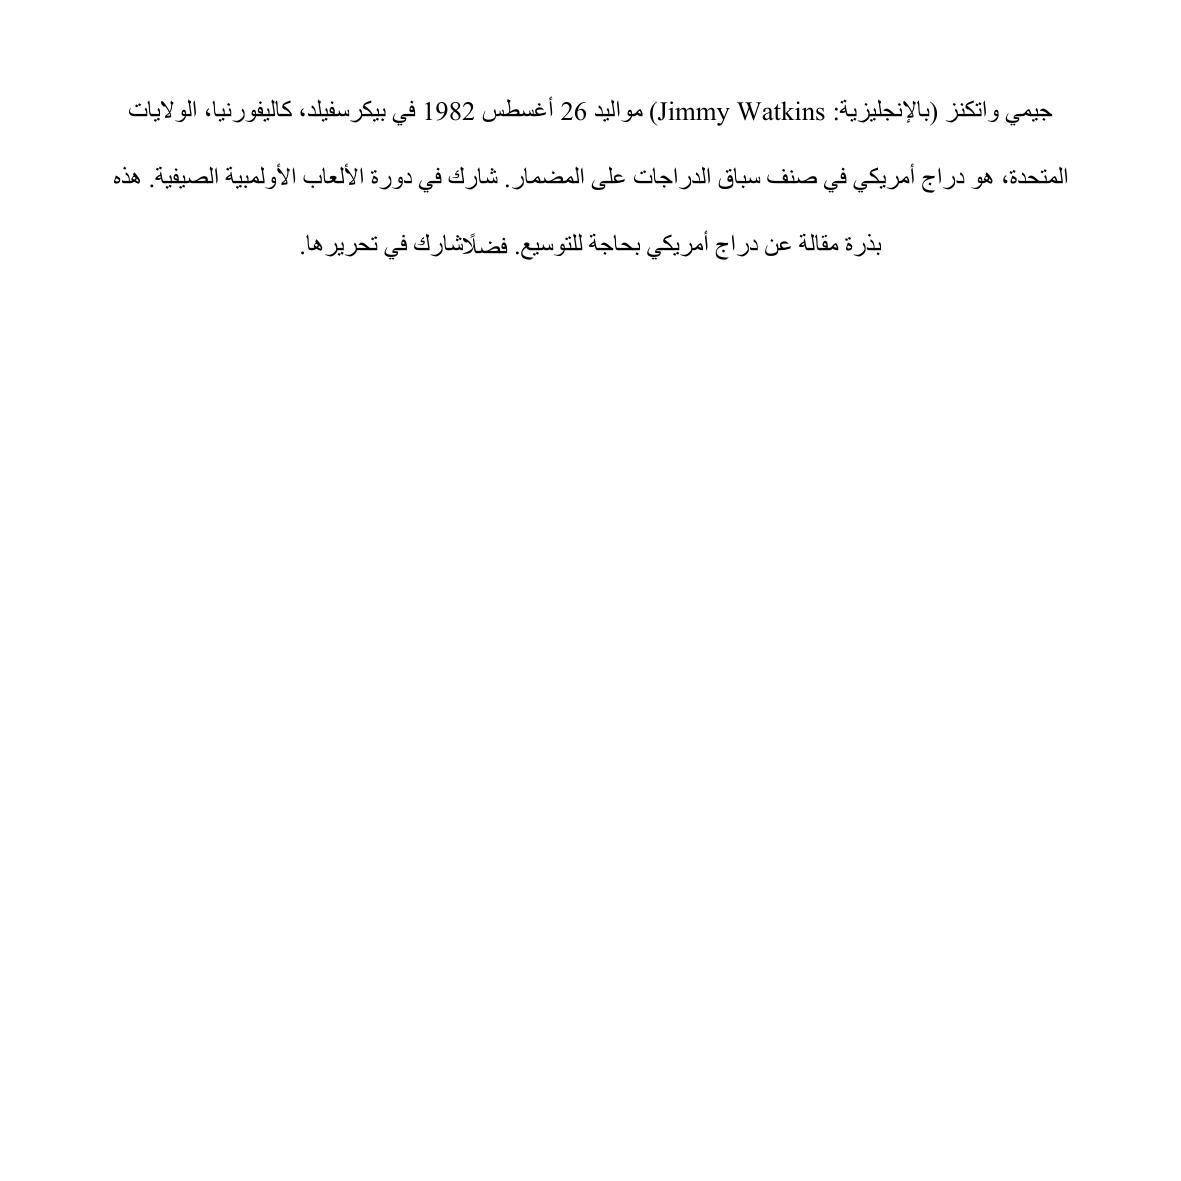 جيمي واتكنز (بالإنجليزية: Jimmy Watkins) مواليد 26 أغسطس 1982 في بيكرسفيلد، كاليفورنيا، الولايات
المتحدة، هو دراج أمريكي في صنف سباق الدراجات على المضمار. شارك في دورة الألعاب الأولمبية الصيفية. هذه
بذرة مقالة عن دراج أمريكي بحاجة للتوسيع. فضلًاشارك في تحريرها.